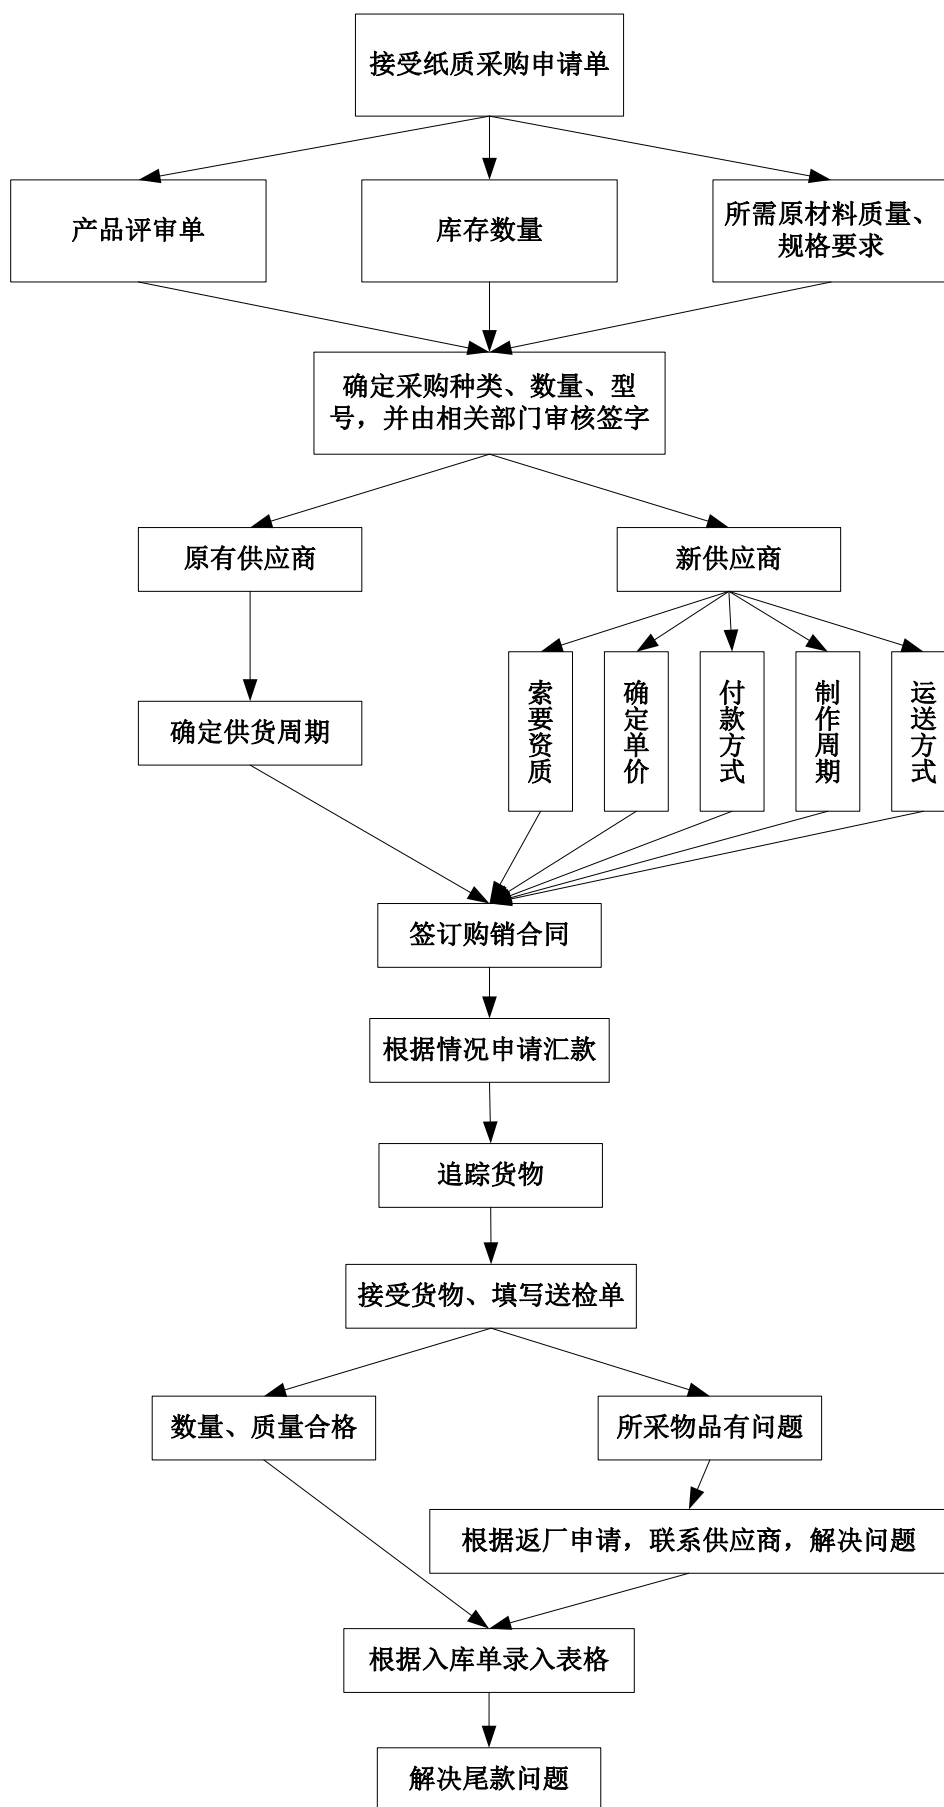 接受纸质采购申请单
产品评审单
库存数量
所需原材料质量、
规格要求
确定采购种类、数量、型
号，并由相关部门审核签字
原有供应商
新供应商
确定供货周期
索要资质
确定单价
付款方式
制作周期
运送方式
签订购销合同
根据情况申请汇款
追踪货物
接受货物、填写送检单
数量、质量合格
所采物品有问题
根据返厂申请，联系供应商，解决问题
根据入库单录入表格
解决尾款问题